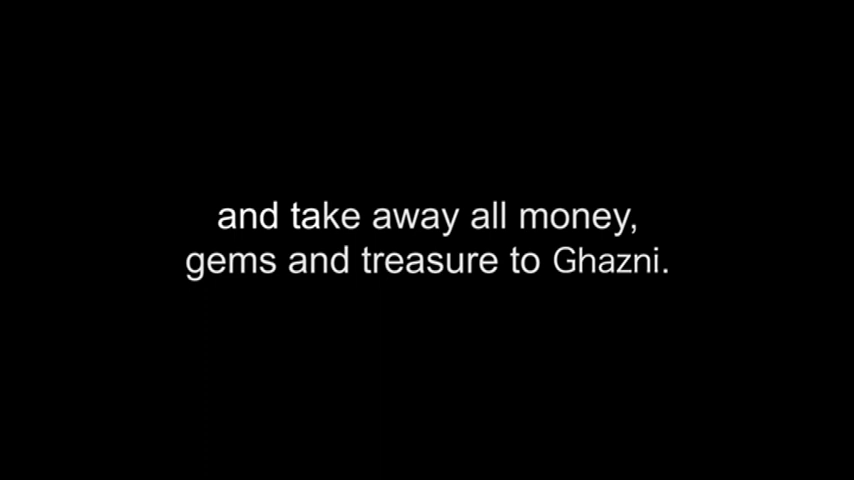 and take away all money,
gems and treasure to Ghazni.